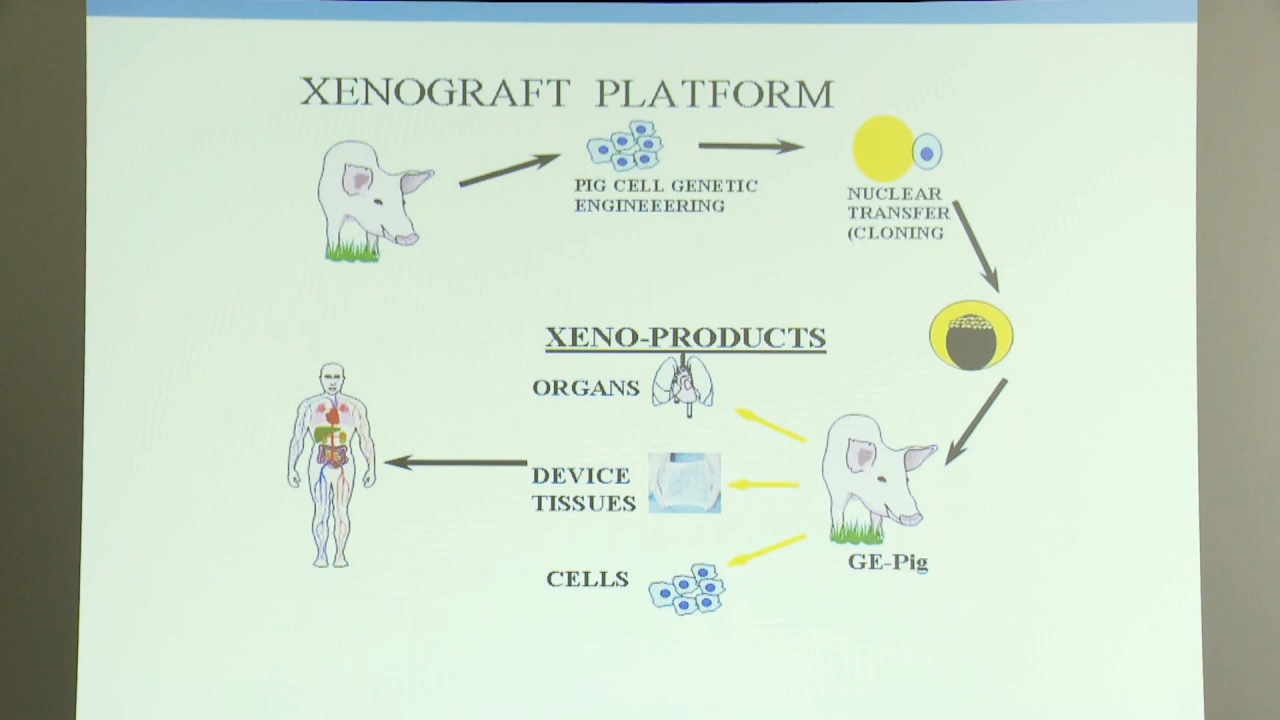 XENOGRAFT PLATFORM
PIG CELL GENETIC
ENGINEEERING
NUCLEAR
TRANSFER
(CLONING
XENO-PRODUCTS
ORGANS
DEVICE
TISSUES
CELLS
GE-Pig